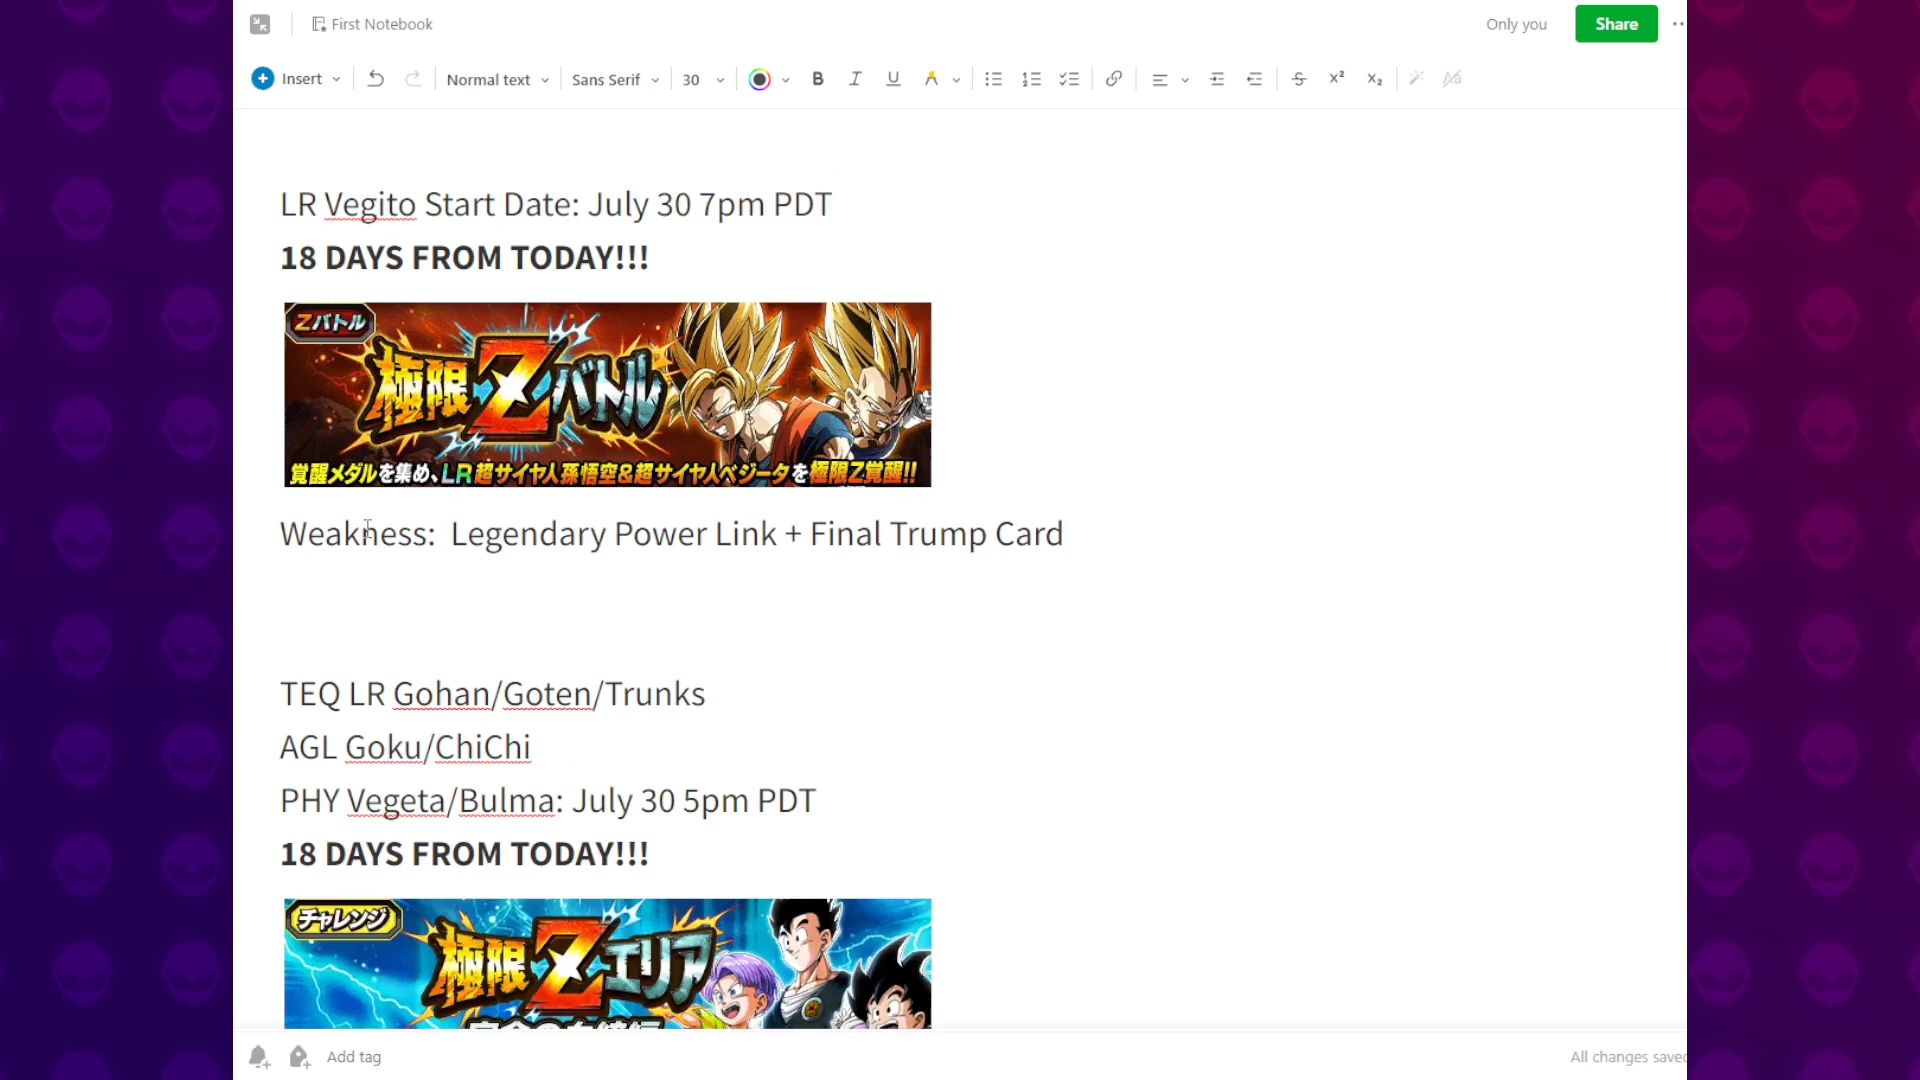 First Notebook
Only you
Share
Insert
Normal text
Sans Serif
30
LR Vegito Start Date: July 30 7pm PDT
18 DAYS FROM TODAY!!!
Zバトル
極限Zバトル
覚醒メダルを集め、LR超サイヤ人孫悟空&超サイヤ人ベジータを極限Z覚醒!!
Weakness: Legendary Power Link + Final Trump Card
TEQ LR Gohan/Goten/Trunks
AGL Goku/ChiChi
PHY Vegeta/Bulma: July 30 5pm PDT
18 DAYS FROM TODAY!!!
チャレンジ
極限Zエリア
Add tag
All changes saved